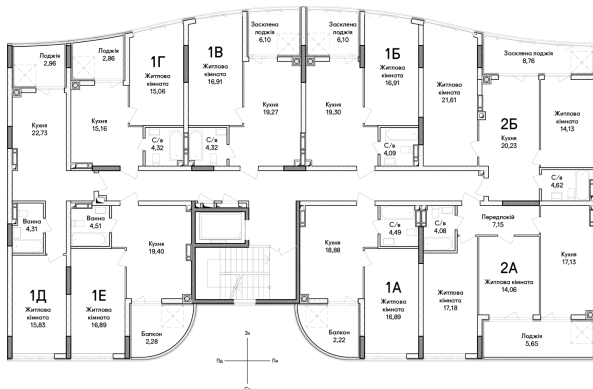 Лоджія
2,96
Лоджія
2,86
1Г
Житлова
кімната
15,06
1В
Житлова
кімната
16,91
Засклена
лоджія
6,10
Засклена
лоджія
6,10
1Б
Житлова
кімната
16,91
Засклена лоджія
8,76
Кухня
22,73
Кухня
15,16
Кухня
19,27
Кухня
19,30
Житлова
кімната
21,61
2Б
Кухня
20,23
Житлова
кімната
14,13
С/в
4,32
С/в
4,32
С/в
4,09
С/в
4,62
Ванна
4,31
Ванна
4,51
Кухня
19,40
Кухня
18,88
С/в
4,49
С/в
4,08
Передпокій
7,15
Кухня
17,13
1Д
Житлова
кімната
15,83
1Е
Житлова
кімната
16,89
1А
Житлова
кімната
16,89
Житлова
кімната
17,18
2А
Житлова
кімната
14,06
Балкон
2,28
Балкон
2,22
Лоджія
5,65
Зх
Пд
Пн